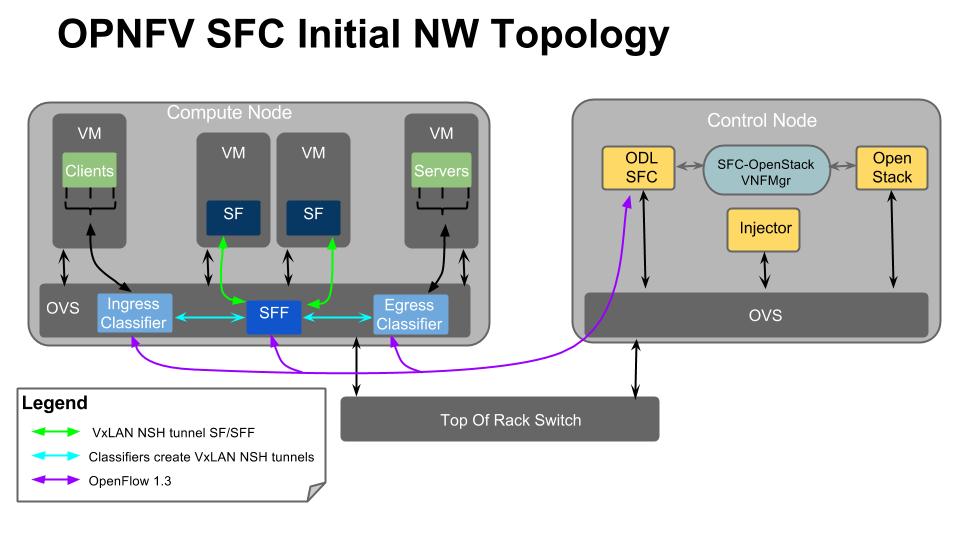 OPNFV SFC Initial NW Topology
Compute Node
VM
Clients
VM
SF
VM
SF
VM
Servers
OVS
Ingress
Classifier
SFF
Egress
Classifier
Control Node
ODL
SFC
SFC-OpenStack
VNFMgr
Open
Stack
Injector
OVS
Top Of Rack Switch
Legend
VxLAN NSH tunnel SF/SFF
Classifiers create VxLAN NSH tunnels
OpenFlow 1.3